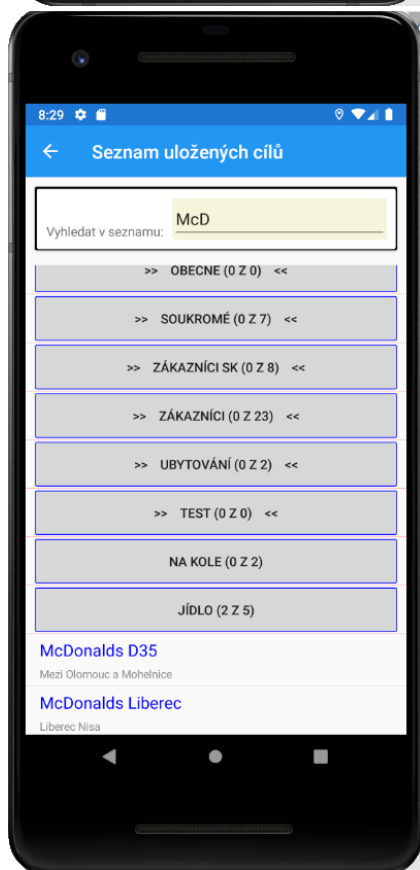 8:29
Seznam uložených cílů
Vyhledat v seznamu: McD
>> OBECNE (0 Z 0) <<
>> SOUKROMÉ (0 Z 7) <<
>> ZÁKAZNÍCI SK (0 Z 8) <<
>> ZÁKAZNÍCI (0 Z 23) <<
>> UBYTOVÁNÍ (0 Z 2) <<
>> TEST (0 Z 0) <<
NA KOLE (0 Z 2)
JÍDLO (2 Z 5)
McDonalds D35
Mezi Olomouc a Mohelnice
McDonalds Liberec
Liberec Nisa